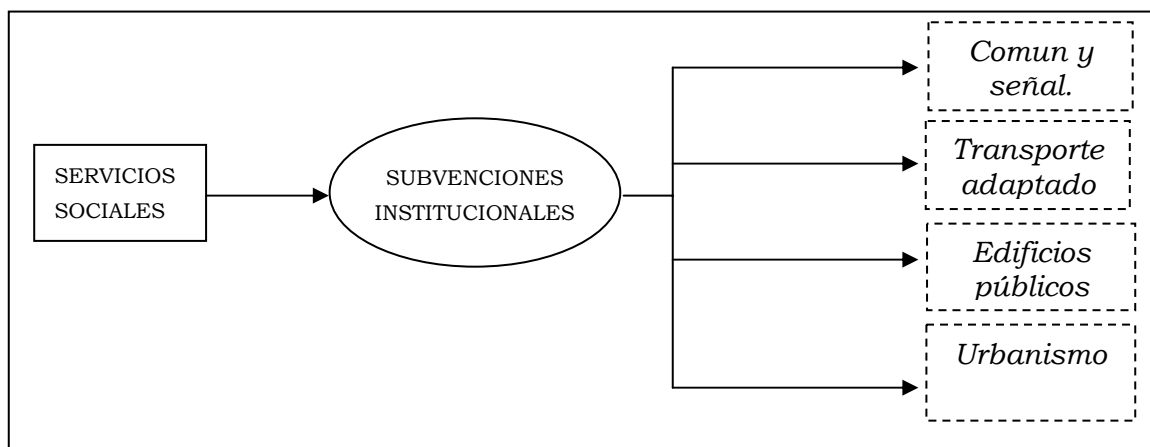 SERVICIOS
SOCIALES
SUBVENCIONES
INSTITUCIONALES
Comun y
señal.
Transporte
adaptado
Edificios
públicos
Urbanismo